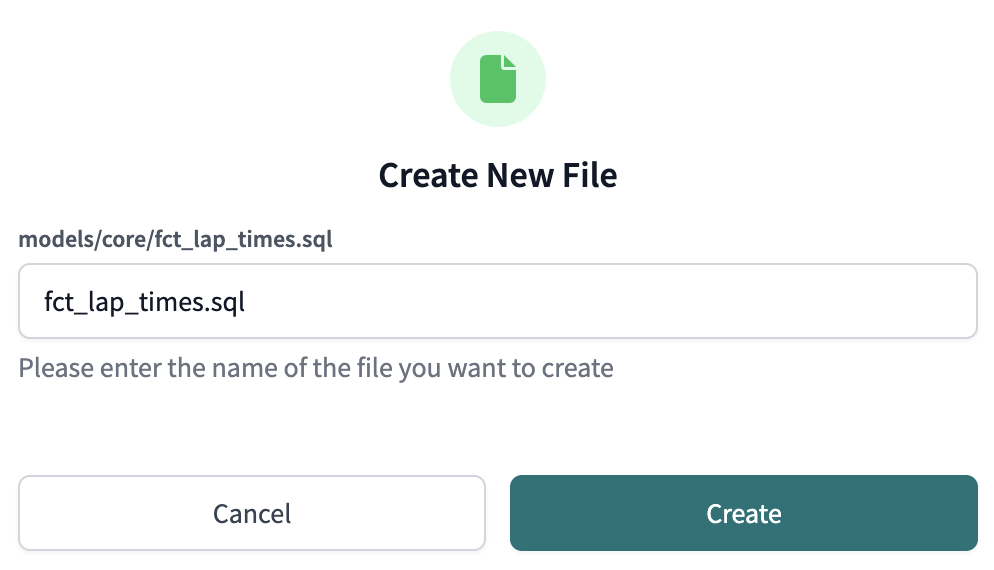 Create New File
models/core/fct_lap_times.sql
fct_lap_times.sql
Please enter the name of the file you want to create
Cancel
Create